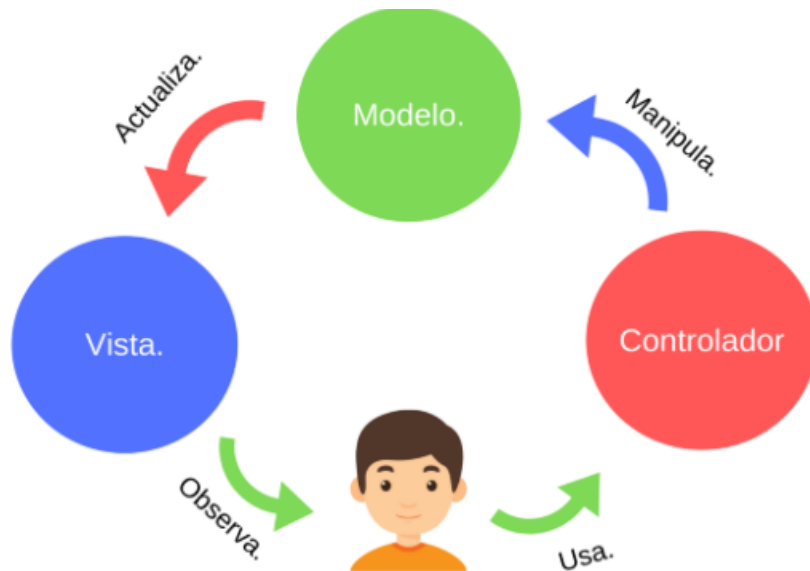 Modelo.
Actualiza.
Manipula.
Vista.
Controlador
Observa.
Usa.